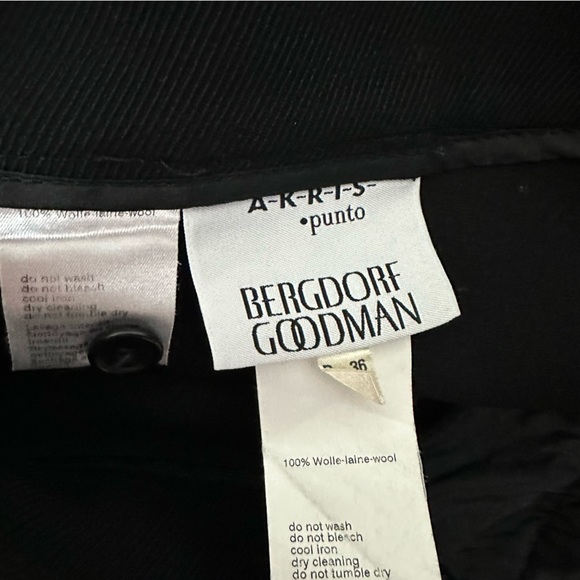 A-K-R-I-S-
•punto
BERGDORF
GOODMAN
36
100% Wolle-laine-wool
do not wash
do not bleach
cool iron
dry cleaning
do not tumble dry
100% Wolle-laine-wool
do not wash
do not bleach
cool iron
dry cleaning
do not tumble dry